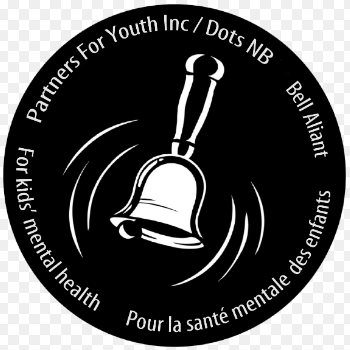 Partners For Youth Inc / Dots NB
Bell Aliant
For kids' mental health
Pour la santé mentale des enfants